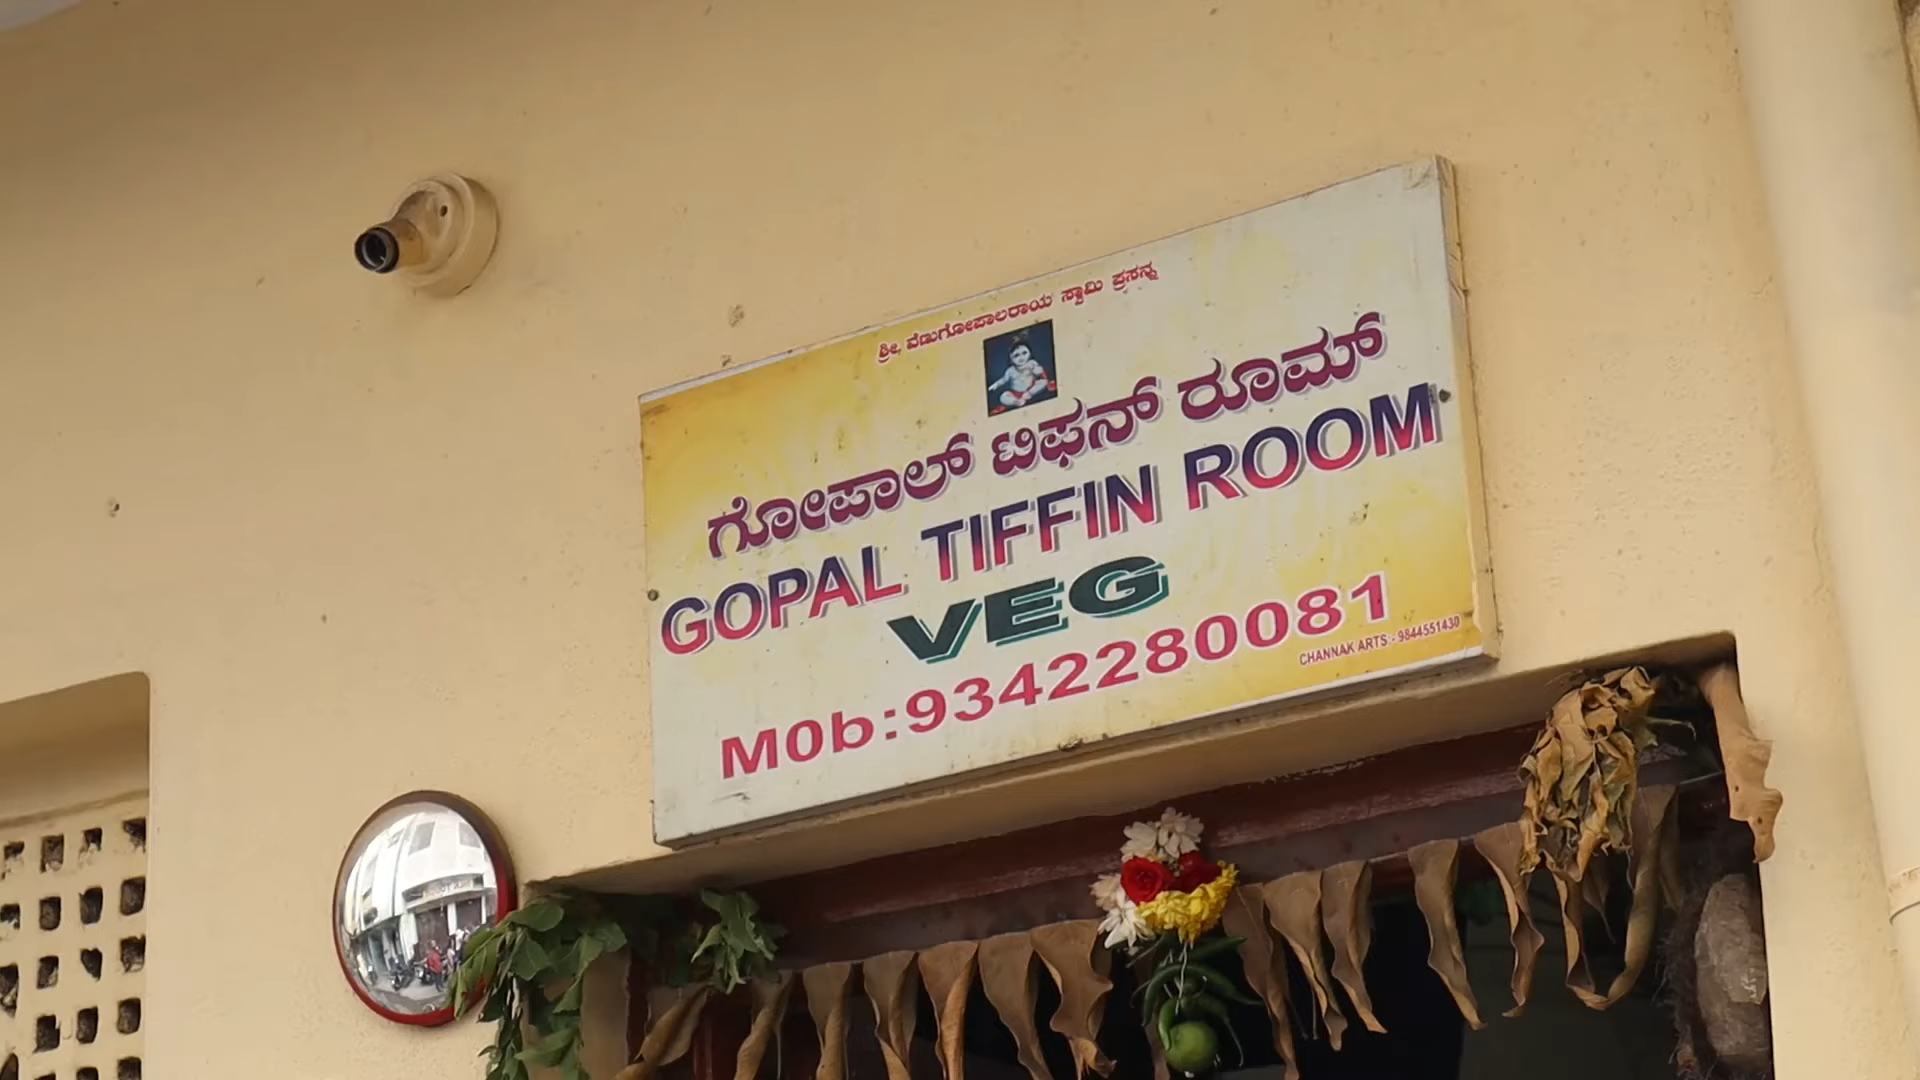 ಶ್ರೀ, ವೆಣುಗೋಪಾಲರಾಯ ಸ್ವಾಮಿ ಪ್ರಸನ್ನ
ಗೋಪಾಲ್ ಟಿಫನ್ ರೂಮ್
GOPAL TIFFIN ROOM
VEG
M0b:9342280081
CHANNAK ARTS:-9844551430